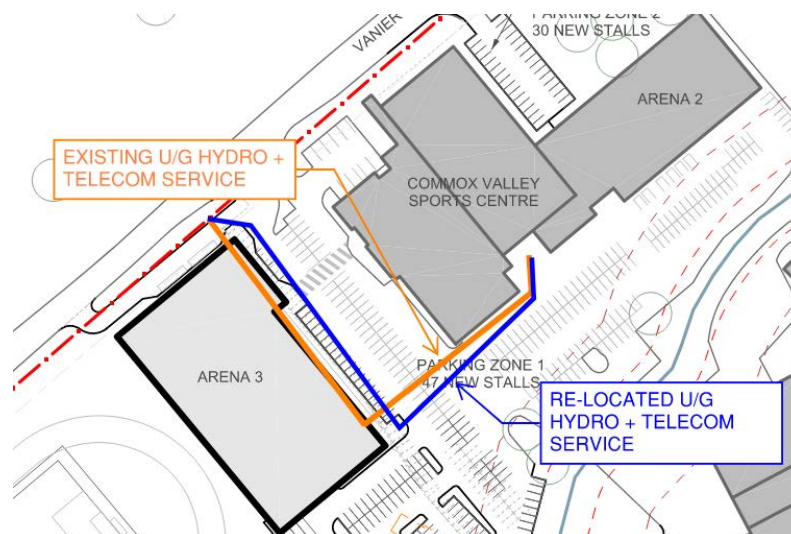 VANIER
PARKING ZONE 2
30 NEW STALLS
ARENA 2
EXISTING U/G HYDRO +
TELECOM SERVICE
COMMOX VALLEY
SPORTS CENTRE
ARENA 3
PARKING ZONE 1
47 NEW STALLS
RE-LOCATED U/G
HYDRO + TELECOM
SERVICE